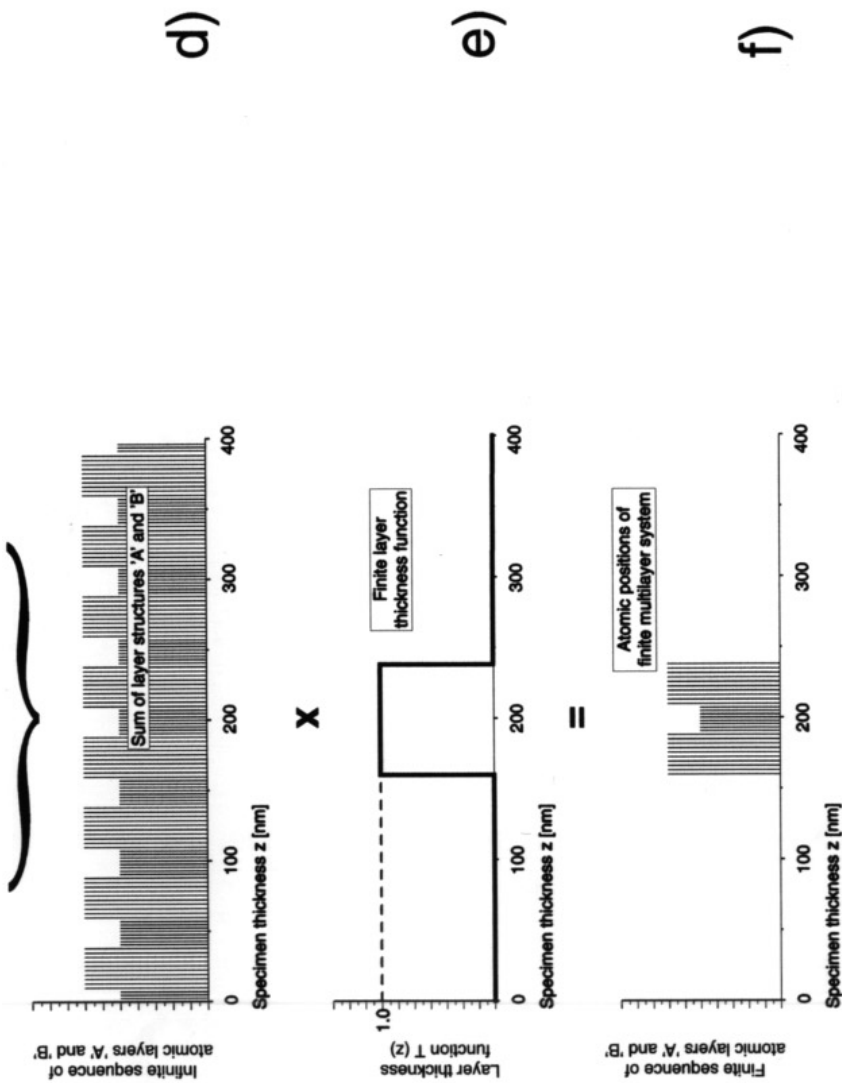 d)
Infinite sequence of
atomic layers 'A' and 'B'
Sum of layer structures 'A' and 'B'
0
100
200
300
400
Specimen thickness z [nm]
x
e)
Layer thickness
function T (z)
1.0
Finite layer
thickness function
0
100
200
300
400
Specimen thickness z [nm]
=
f)
Finite sequence of
atomic layers 'A' and 'B'
Atomic positions of
finite multilayer system
0
100
200
300
400
Specimen thickness z [nm]